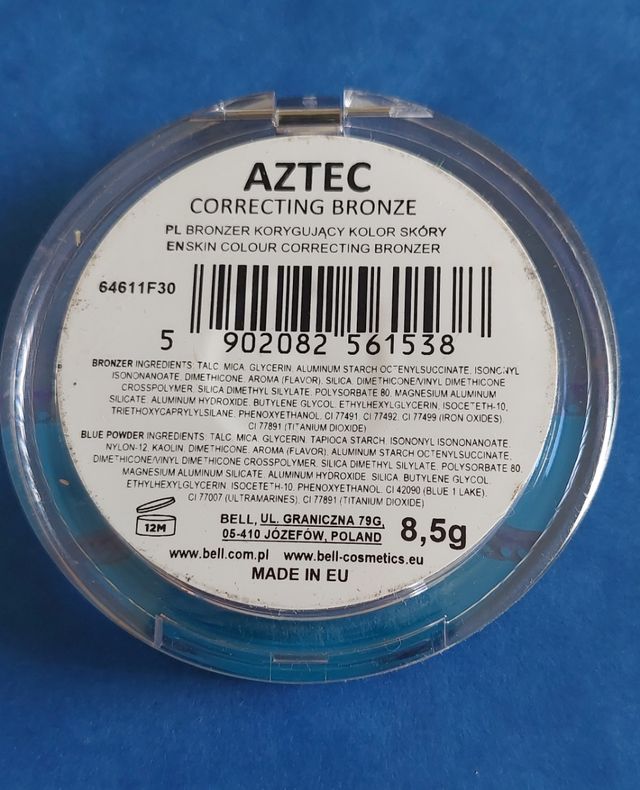 AZTEC
CORRECTING BRONZE
PL BRONZER KORYGUJĄCY KOLOR SKÓRY
EN SKIN COLOUR CORRECTING BRONZER
64611F30
5 902082 561538
BRONZER INGREDIENTS: TALC, MICA, GLYCERIN, ALUMINUM STARCH OCTENYLSUCCINATE, ISONONYL
ISONONANOATE, DIMETHICONE, AROMA (FLAVOR), SILICA, DIMETHICONE/VINYL DIMETHICONE
CROSSPOLYMER, SILICA DIMETHYL SILYLATE, POLYSORBATE 80, MAGNESIUM ALUMINUM
SILICATE, ALUMINUM HYDROXIDE, BUTYLENE GLYCOL, ETHYLHEXYLGLYCERIN, ISOCETETH-10,
TRIETHOXYCAPRYLYLSILANE, PHENOXYETHANOL, CI 77491, CI 77492, CI 77499 (IRON OXIDES),
CI 77891 (TITANIUM DIOXIDE)
BLUE POWDER INGREDIENTS: TALC, MICA, GLYCERIN, TAPIOCA STARCH, ISONONYL ISONONANOATE,
NYLON-12, KAOLIN, DIMETHICONE, AROMA (FLAVOR), ALUMINUM STARCH OCTENYLSUCCINATE,
DIMETHICONE/VINYL DIMETHICONE CROSSPOLYMER, SILICA DIMETHYL SILYLATE, POLYSORBATE 80,
MAGNESIUM ALUMINUM SILICATE, ALUMINUM HYDROXIDE, SILICA, BUTYLENE GLYCOL,
ETHYLHEXYLGLYCERIN, ISOCETETH-10, PHENOXYETHANOL, CI 42090 (BLUE 1 LAKE),
CI 77007 (ULTRAMARINES), CI 77891 (TITANIUM DIOXIDE)
12M
BELL, UL. GRANICZNA 79G,
05-410 JÓZEFÓW, POLAND
8,5g
www.bell.com.pl www.bell-cosmetics.eu
MADE IN EU